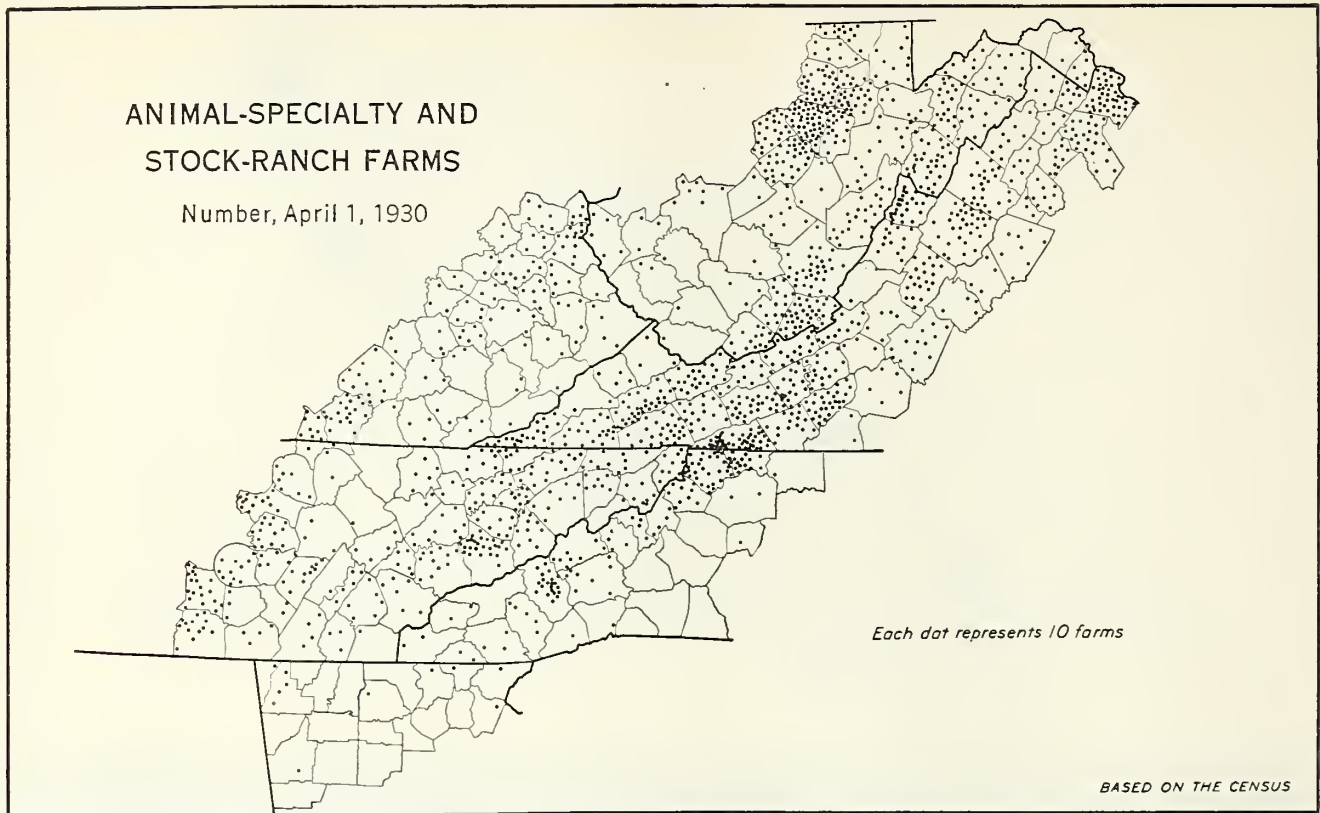 ANIMAL-SPECIALTY AND
STOCK-RANCH FARMS
Number, April 1, 1930
Each dot represents 10 farms
BASED ON THE CENSUS